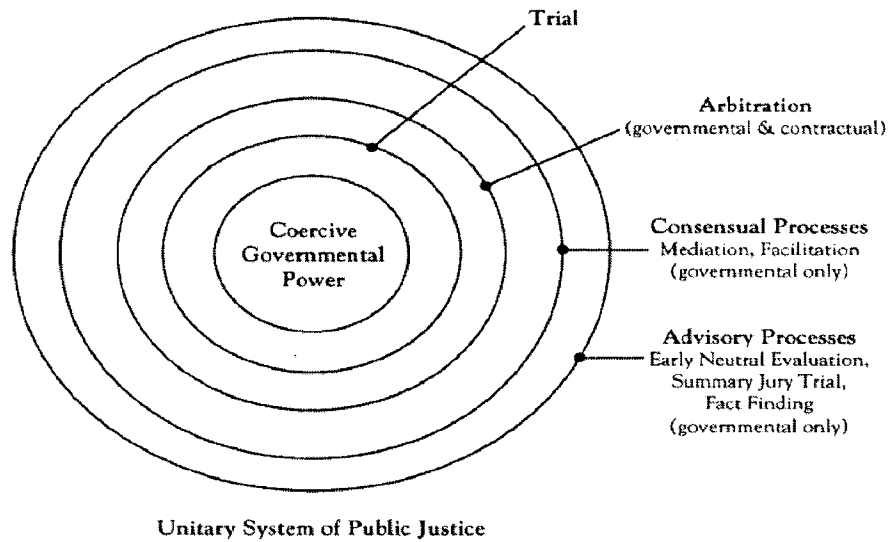 Trial
Arbitration
(governmental & contractual)
Coercive
Governmental
Power
Consensual Processes
Mediation, Facilitation
(governmental only)
Advisory Processes
Early Neutral Evaluation,
Summary Jury Trial,
Fact Finding
(governmental only)
Unitary System of Public Justice